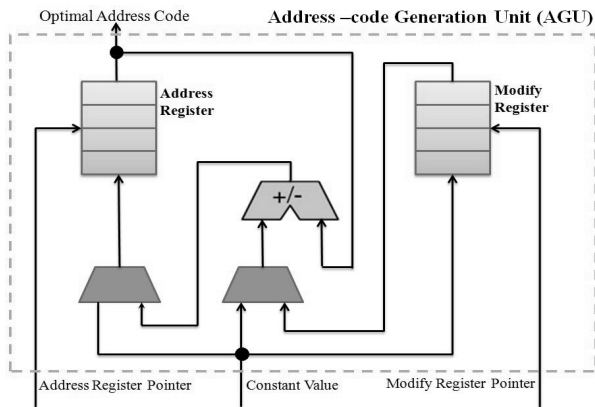 Optimal Address Code
Address –code Generation Unit (AGU)
Address
Register
Modify
Register
+/-
Address Register Pointer
Constant Value
Modify Register Pointer